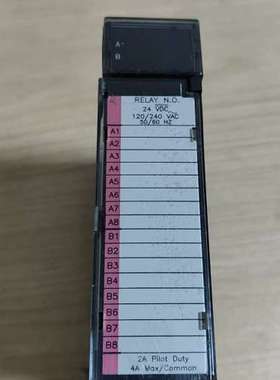 A
B
RELAY N.O.
24 VDC
120/240 VAC
50/60 HZ
A1
A2
A3
A4
A5
A6
A7
A8
B1
B2
B3
B4
B5
B6
B7
B8
2A Pilot Duty
4A Max/Common